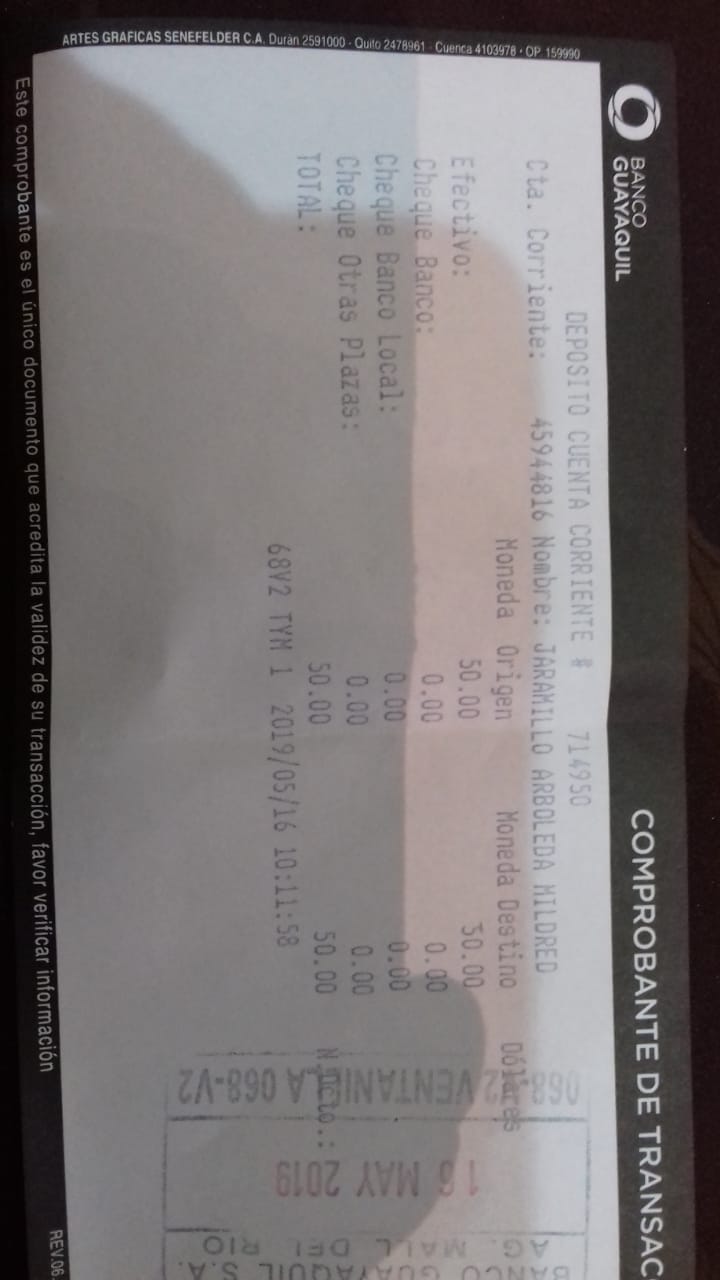 BANCO
GUAYAQUIL
COMPROBANTE DE TRANSAC
DEPOSITO CUENTA CORRIENTE # 714950
Cta. Corriente: 45944816 Nombre: JARAMILLO ARBOLEDA MILDRED
Moneda Origen Moneda Destino Dólares
Efectivo: 50.00 50.00
Cheque Banco: 0.00 0.00
Cheque Banco Local: 0.00 0.00
Cheque Otras Plazas: 0.00 0.00
TOTAL: 50.00 50.00 N.Dcto.:
68V2 TYM 1 2019/05/16 10:11:58
BANCO GUAYAQUIL S.A.
AG. MALL DEL RIO
16 MAY 2019
068-V2 VENTANILLA 068-V2
ARTES GRAFICAS SENEFELDER C.A. Durán 2591000 - Quito 2478961 - Cuenca 4103978 • OP 159990
Este comprobante es el único documento que acredita la validez de su transacción, favor verificar información
REV.06.